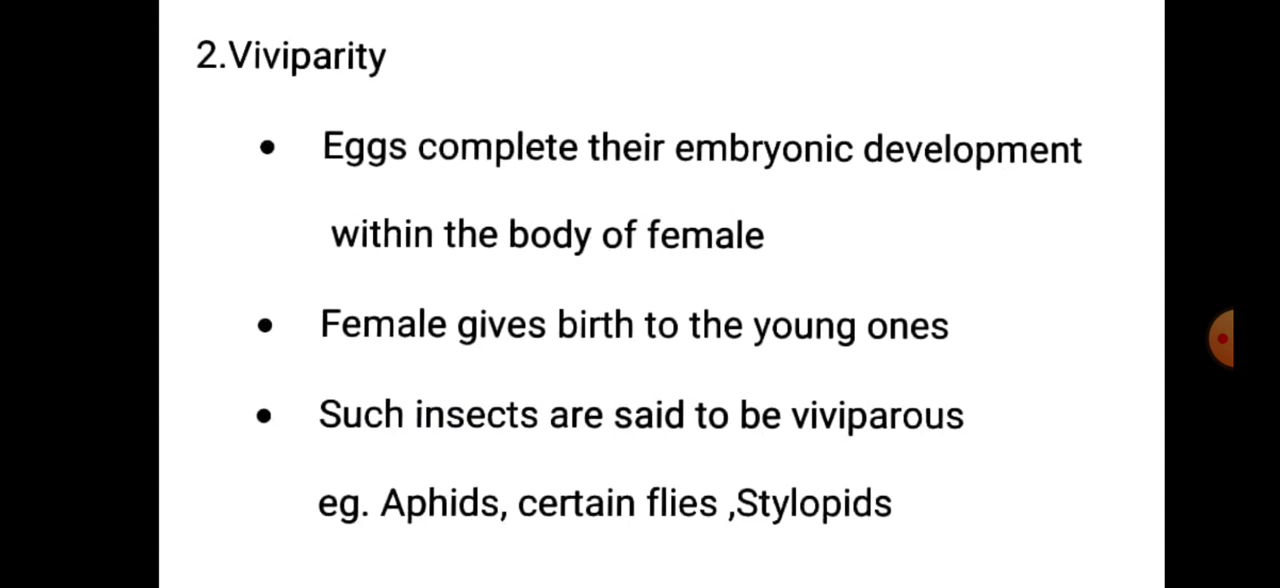 2.Viviparity
• Eggs complete their embryonic development
within the body of female
• Female gives birth to the young ones
• Such insects are said to be viviparous
eg. Aphids, certain flies ,Stylopids